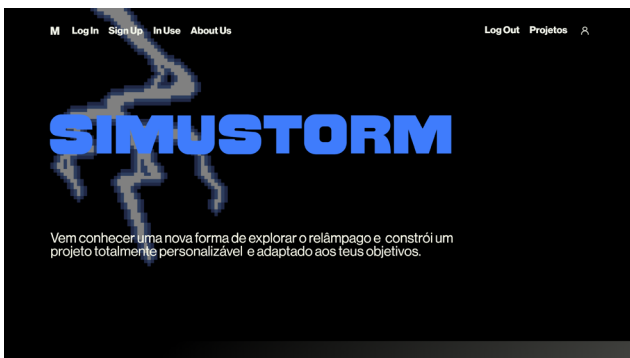 M Log In Sign Up In Use About Us Log Out Projetos
SIMUSTORM
Vem conhecer uma nova forma de explorar o relâmpago e constrói um
projeto totalmente personalizável e adaptado aos teus objetivos.